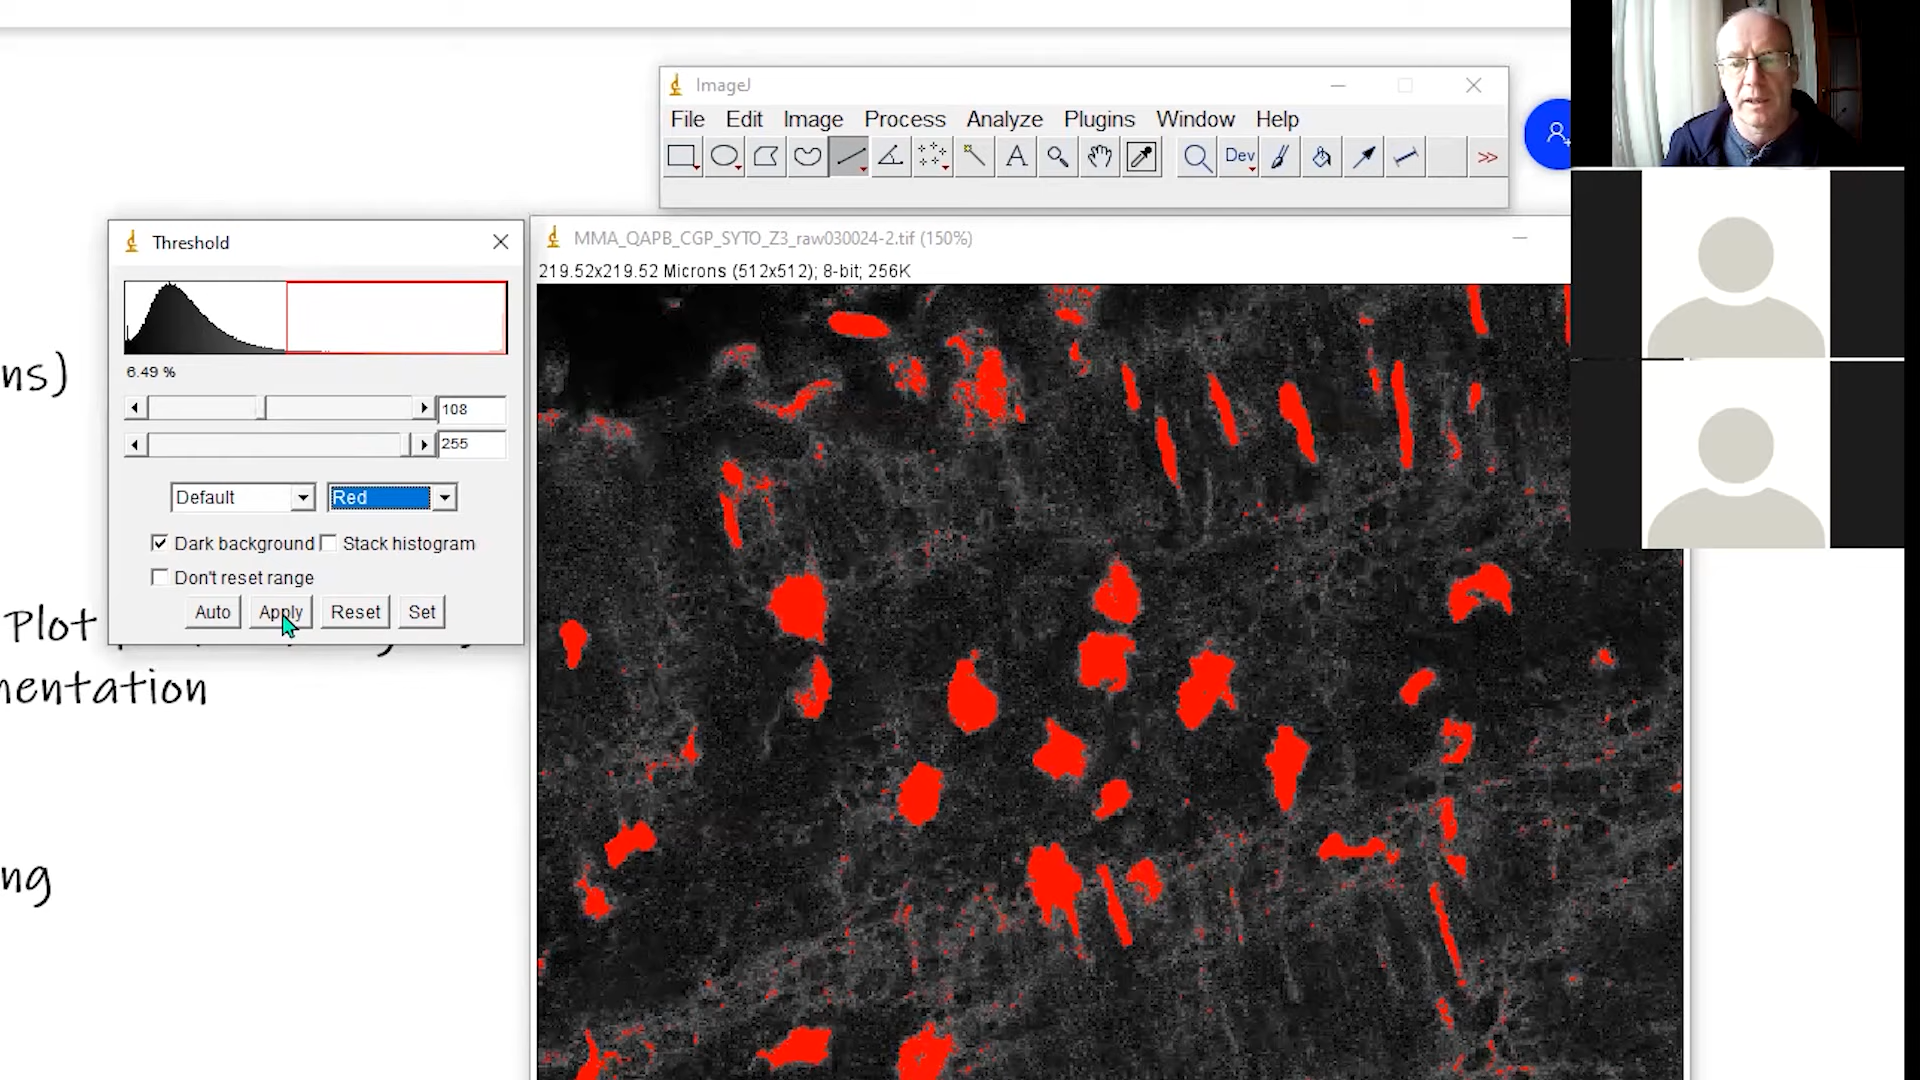 ImageJ
File Edit Image Process Analyze Plugins Window Help
Dev
>>
Threshold
6.49 %
108
255
Default
Red
Dark background
Stack histogram
Don't reset range
Auto
Apply
Reset
Set
MMA_QAPB_CGP_SYTO_Z3_raw030024-2.tif (150%)
219.52x219.52 Microns (512x512); 8-bit; 256K
ns)
Plot
mentation
ng